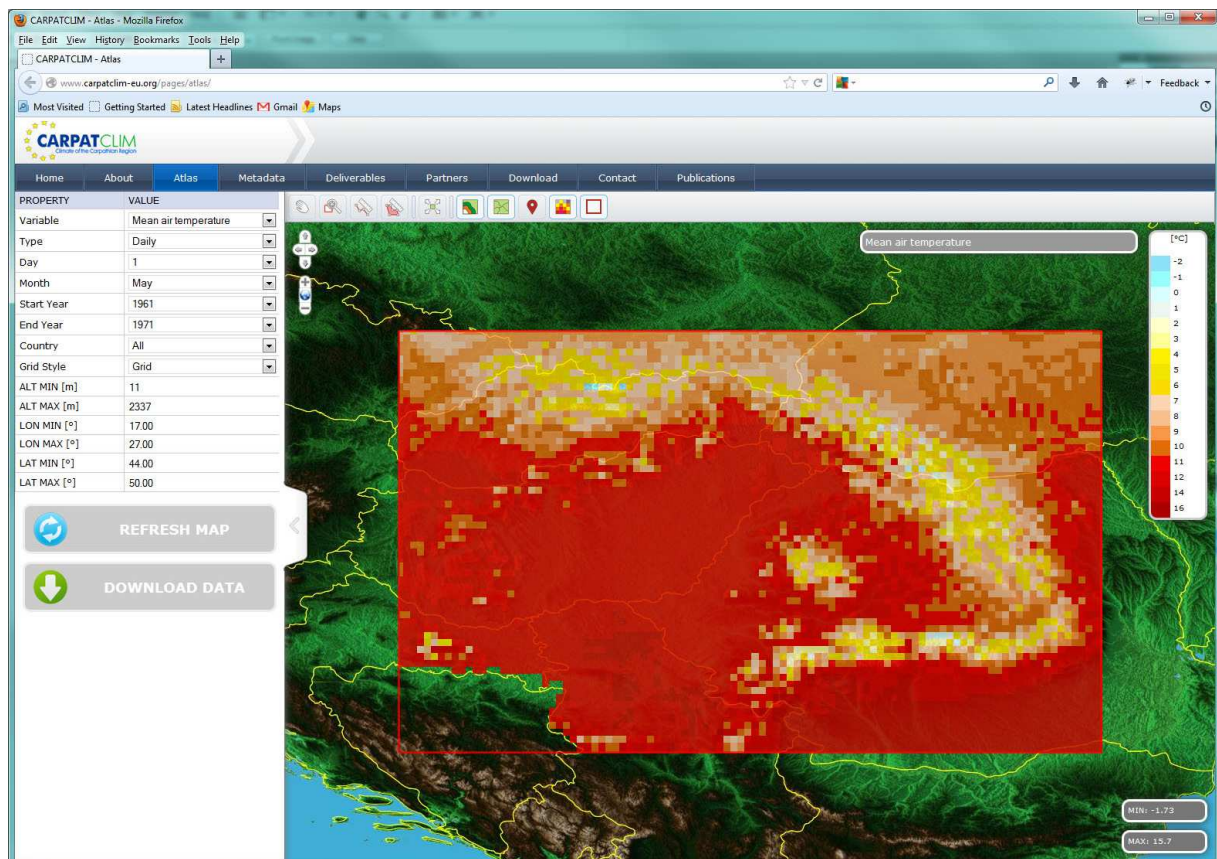 CARPATCLIM - Atlas - Mozilla Firefox
File Edit View History Bookmarks Tools Help
CARPATCLIM - Atlas
www.carpatclim-eu.org/pages/atlas/
Feedback
Most Visited Getting Started Latest Headlines Gmail Maps
CARPATCLIM
Climate of the Carpathian Region
Home About Atlas Metadata Deliverables Partners Download Contact Publications
PROPERTY VALUE
Variable Mean air temperature
Type Daily
Day 1
Month May
Start Year 1961
End Year 1971
Country All
Grid Style Grid
ALT MIN [m] 11
ALT MAX [m] 2337
LON MIN [º] 17.00
LON MAX [º] 27.00
LAT MIN [º] 44.00
LAT MAX [º] 50.00
REFRESH MAP
DOWNLOAD DATA
Mean air temperature
[°C]
-2
-1
0
1
2
3
4
5
6
7
8
9
10
11
12
14
16
MIN: -1.73
MAX: 15.7